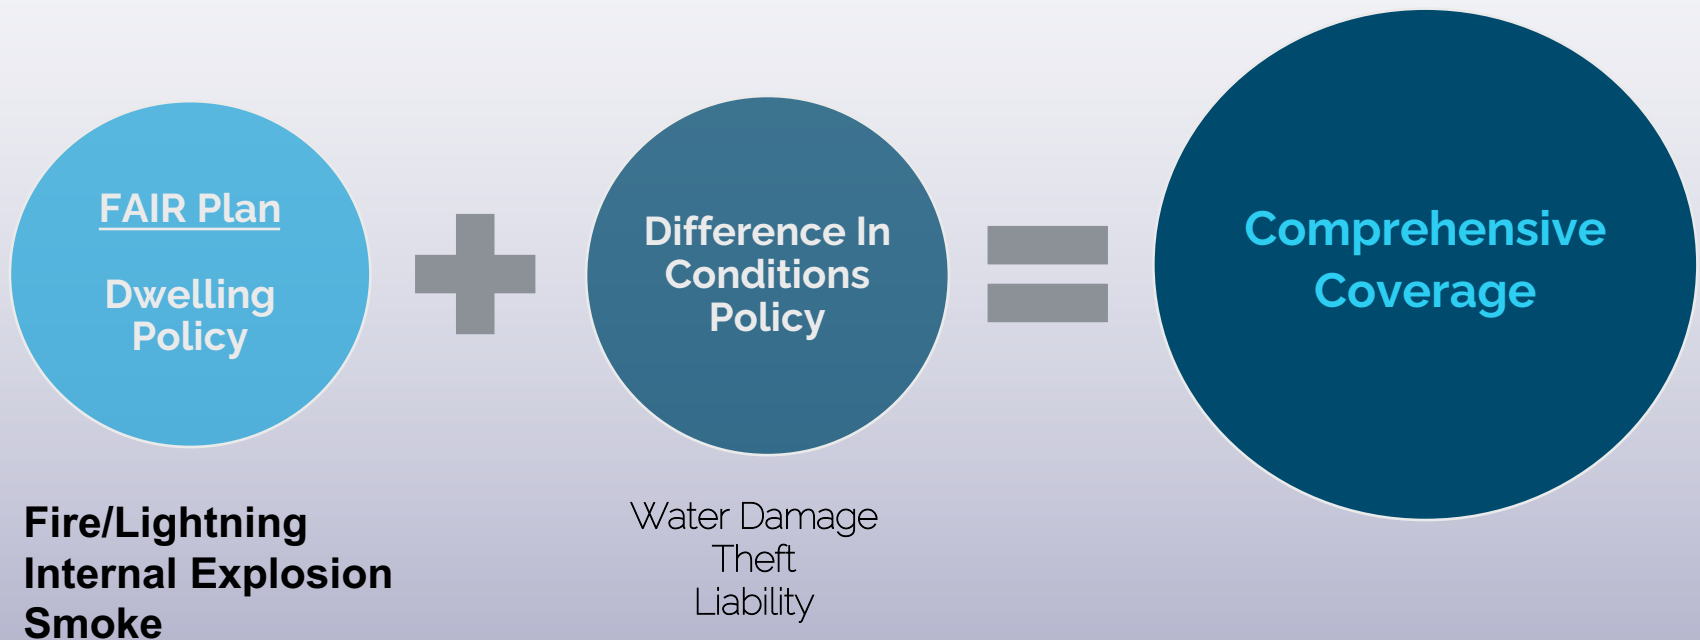 FAIR Plan
Dwelling
Policy
Difference In
Conditions
Policy
Comprehensive
Coverage
Fire/Lightning
Internal Explosion
Smoke
Water Damage
Theft
Liability